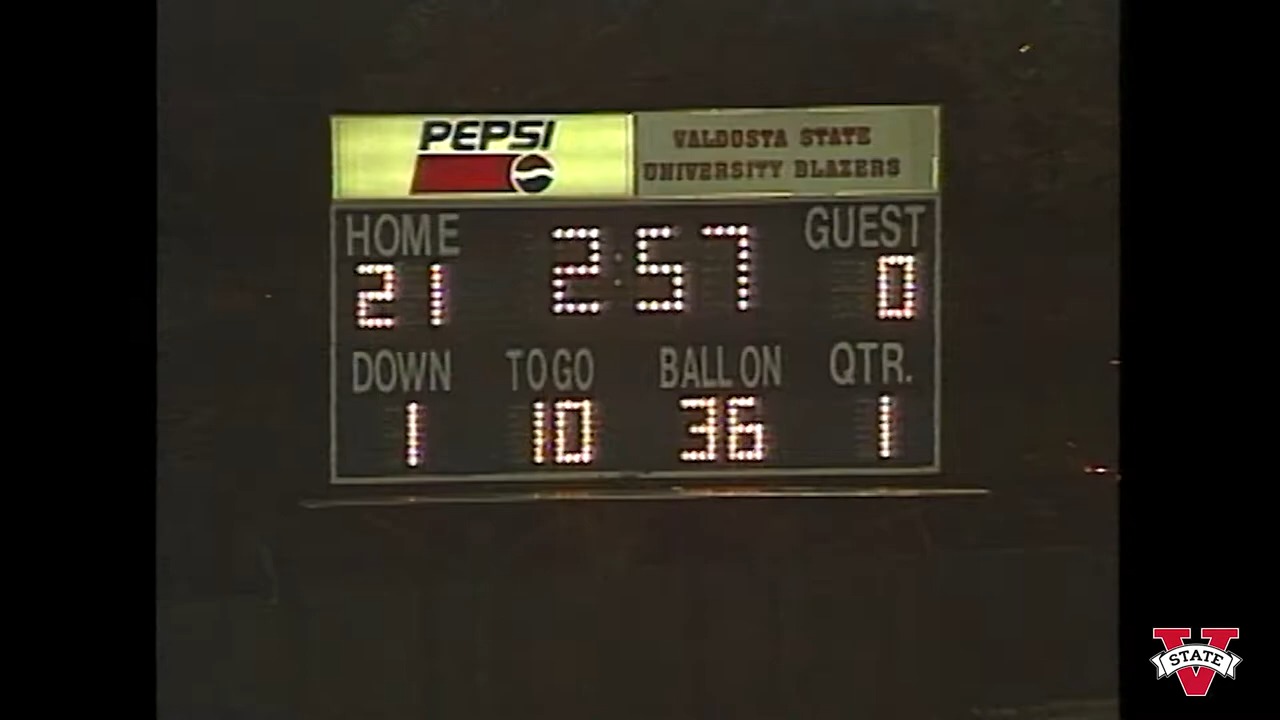 PEPSI
VALDOSTA STATE
UNIVERSITY BLAZERS
HOME
2:57
GUEST
21
0
DOWN
TO GO
BALL ON
QTR.
1
10
36
1
V
STATE